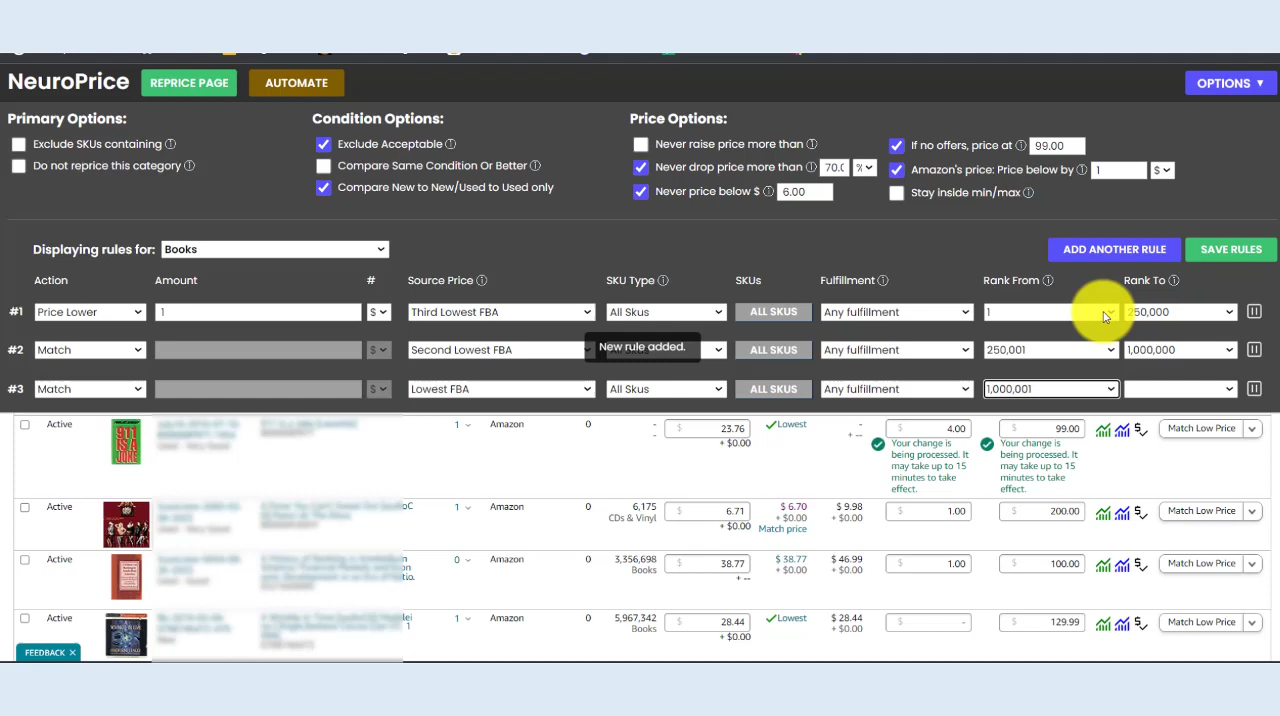 NeuroPrice REPRICE PAGE AUTOMATE OPTIONS ▼
Primary Options: Condition Options: Price Options:
Exclude SKUs containing Exclude Acceptable Never raise price more than If no offers, price at 99.00
Do not reprice this category Compare Same Condition Or Better Never drop price more than 70.0 % Amazon's price: Price below by 1 $
Compare New to New/Used to Used only Never price below $ 6.00 Stay inside min/max
Displaying rules for: Books ADD ANOTHER RULE SAVE RULES
Action Amount # Source Price SKU Type SKUs Fulfillment Rank From Rank To
#1 Price Lower 1 $ Third Lowest FBA All Skus ALL SKUS Any fulfillment 1 250,000
#2 Match $ Second Lowest FBA ALL SKUS Any fulfillment 250,001 1,000,000
New rule added.
#3 Match $ Lowest FBA All Skus ALL SKUS Any fulfillment 1,000,001
Active 1 Amazon 0 - $ 23.76 Lowest - $ 4.00 $ 99.00 Match Low Price
- + $0.00 + --
Your change is being processed. It may take up to 15 minutes to take effect.
Your change is being processed. It may take up to 15 minutes to take effect.
911 IS A JOKE
Active 1 Amazon 0 6,175 $ 6.71 $ 6.70 $ 9.98 $ 1.00 $ 200.00 Match Low Price
CDs & Vinyl + $0.00 + $0.00 + $0.00
Match price
Active 0 Amazon 0 3,356,698 $ 38.77 $ 38.77 $ 46.99 $ 1.00 $ 100.00 Match Low Price
Books + -- + $0.00 + $0.00
Active 1 Amazon 0 5,967,342 $ 28.44 Lowest $ 28.44 $ - $ 129.99 Match Low Price
Books + $0.00 + $0.00
FEEDBACK ✕